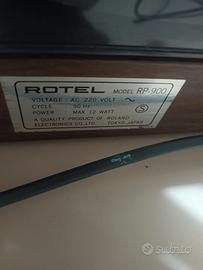 ROTEL MODEL RP-900
VOLTAGE : AC 220 VOLT
CYCLE : 50 Hz
POWER : MAX 12 WATT
S
A QUALITY PRODUCT OF ROLAND
ELECTRONICS CO., LTD. TOKYO, JAPAN
subito